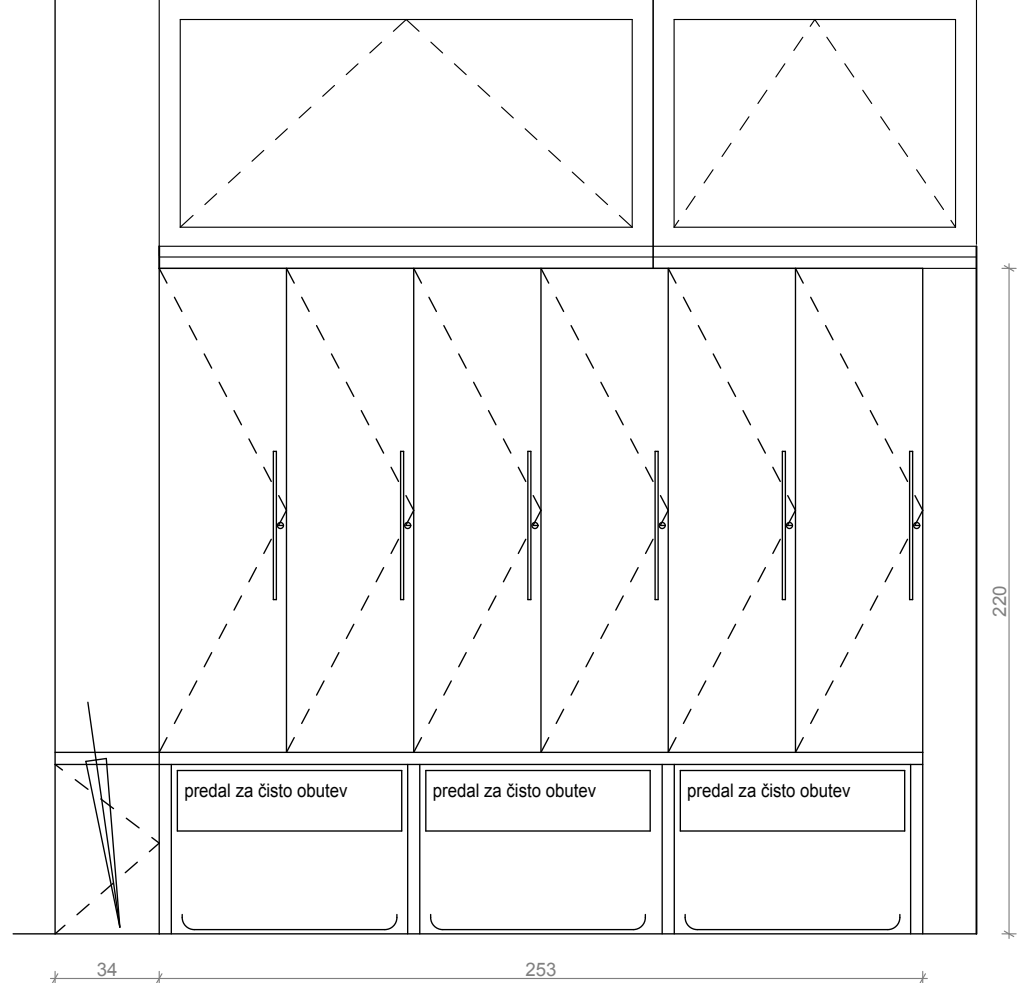 220
predal za čisto obutev
predal za čisto obutev
predal za čisto obutev
34
253